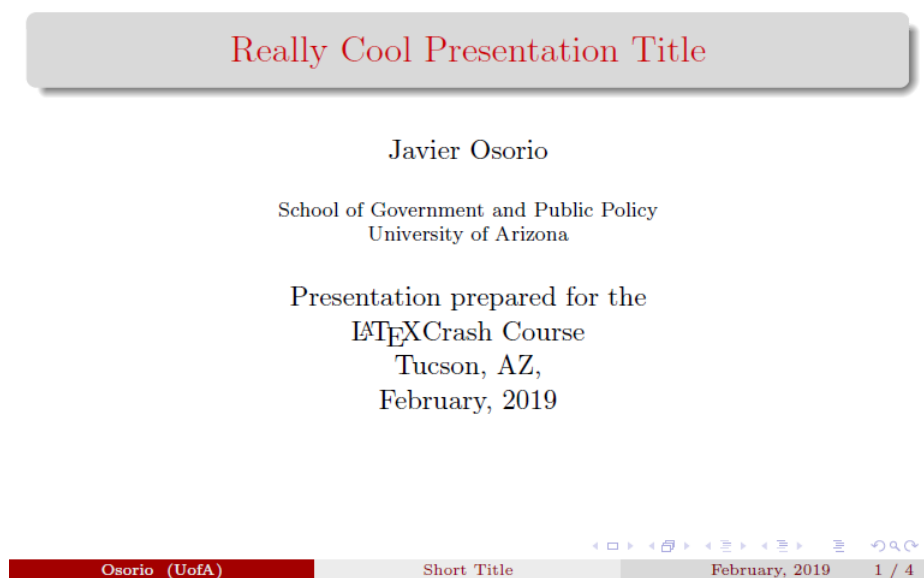 Really Cool Presentation Title
Javier Osorio
School of Government and Public Policy
University of Arizona
Presentation prepared for the
LATEXCrash Course
Tucson, AZ,
February, 2019
Osorio (UofA) Short Title February, 2019 1 / 4